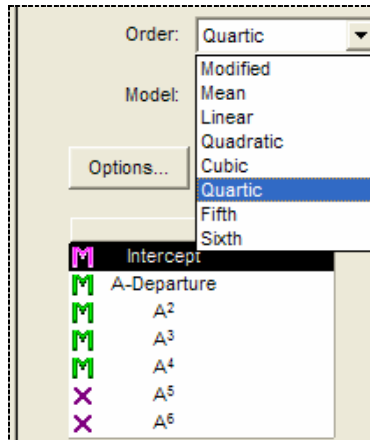 Order: Quartic
Modified
Model: Mean
Linear
Quadratic
Options... Cubic
Quartic
Fifth
Sixth
M Intercept
M A-Departure
M A²
M A³
M A⁴
X A⁵
X A⁶